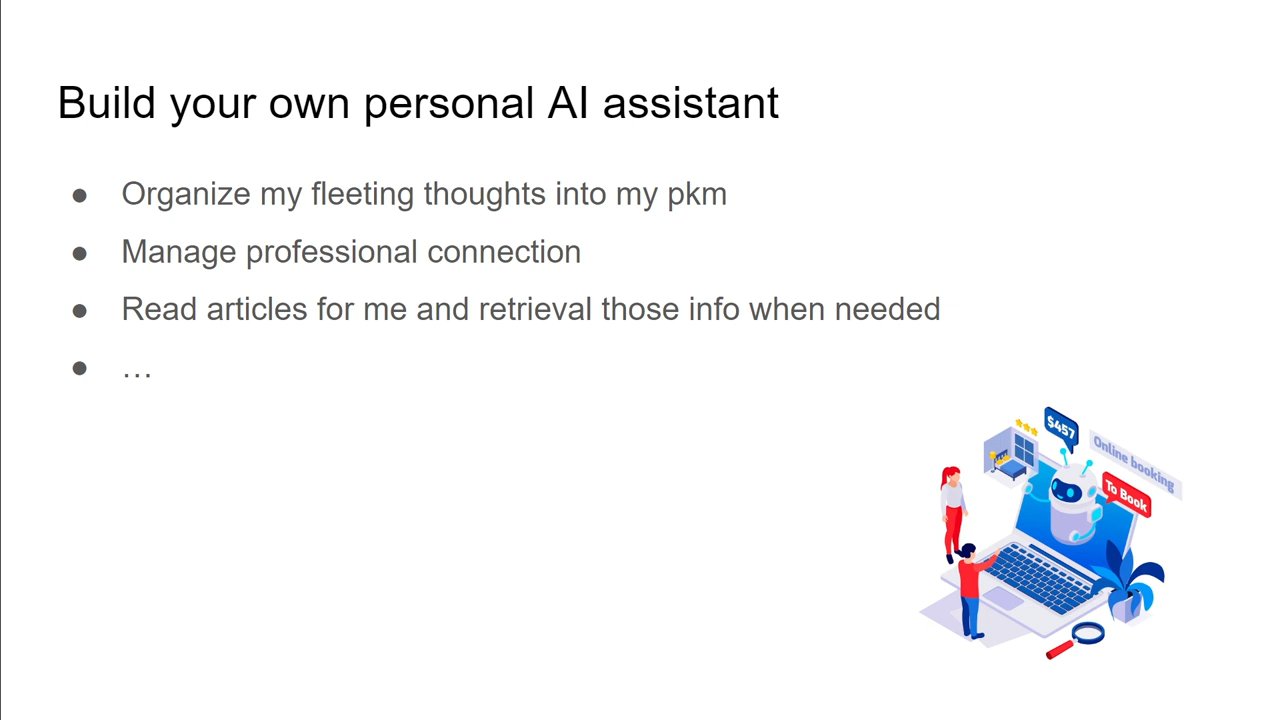 Build your own personal AI assistant
● Organize my fleeting thoughts into my pkm
● Manage professional connection
● Read articles for me and retrieval those info when needed
● …
$457
Online booking
To Book